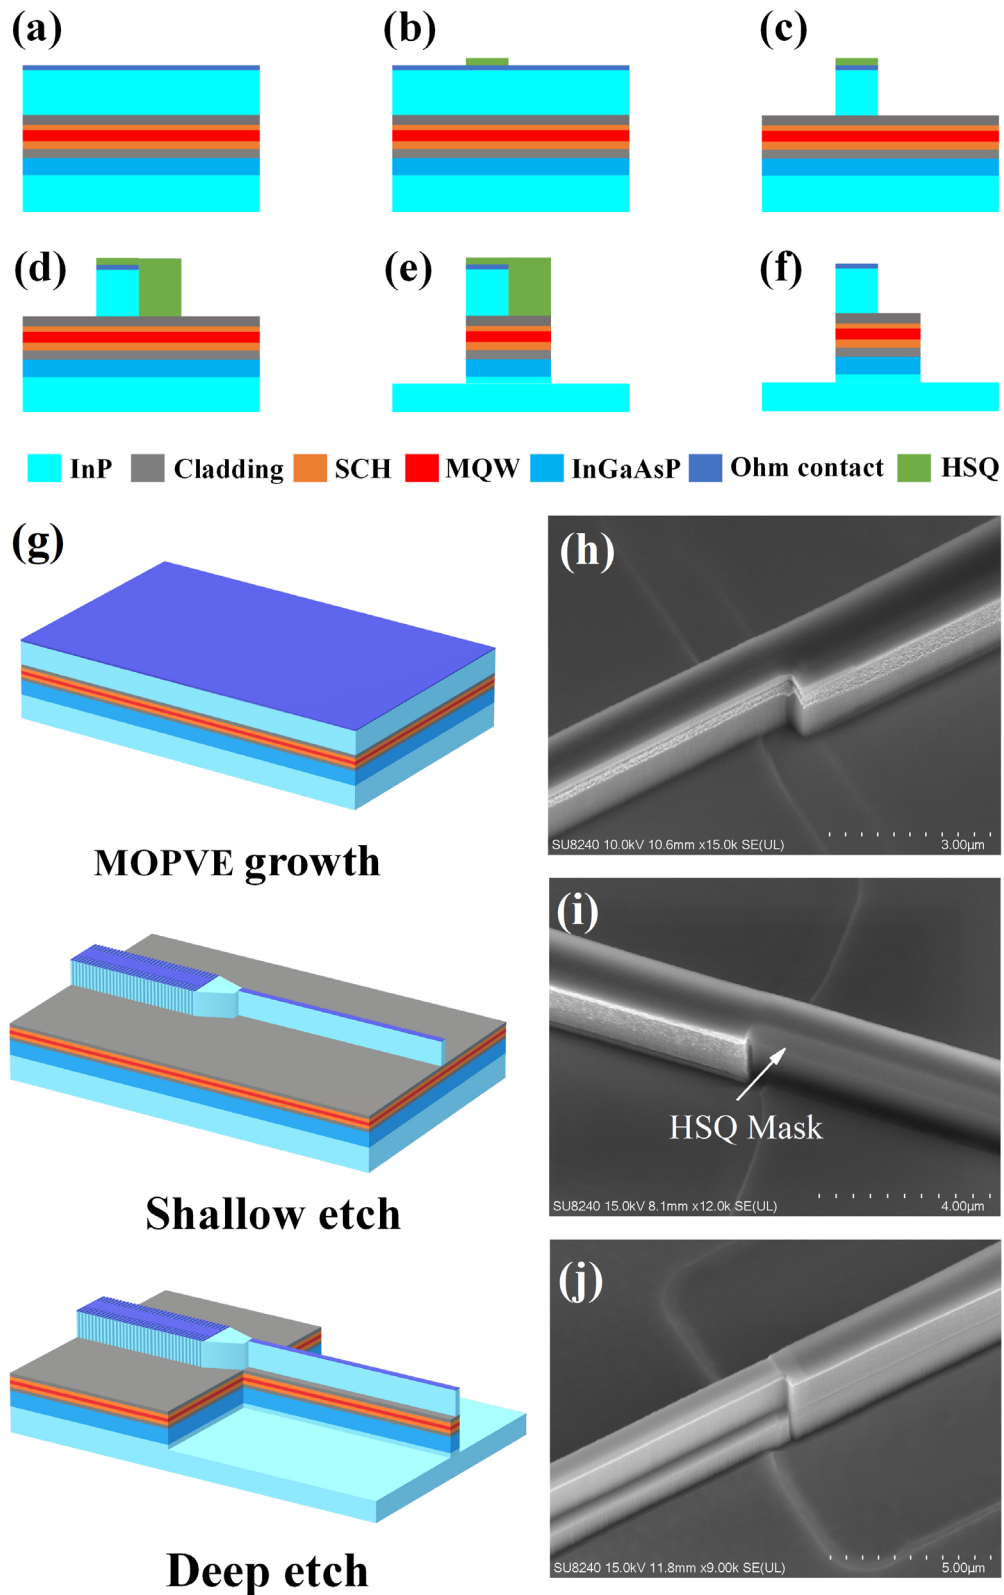 (a)
(b)
(c)
(d)
(e)
(f)
InP
Cladding
SCH
MQW
InGaAsP
Ohm contact
HSQ
(g)
MOPVE growth
Shallow etch
Deep etch
(h)
SU8240 10.0kV 10.6mm x15.0k SE(UL)
3.00µm
(i)
HSQ Mask
SU8240 15.0kV 8.1mm x12.0k SE(UL)
4.00µm
(j)
SU8240 15.0kV 11.8mm x9.00k SE(UL)
5.00µm